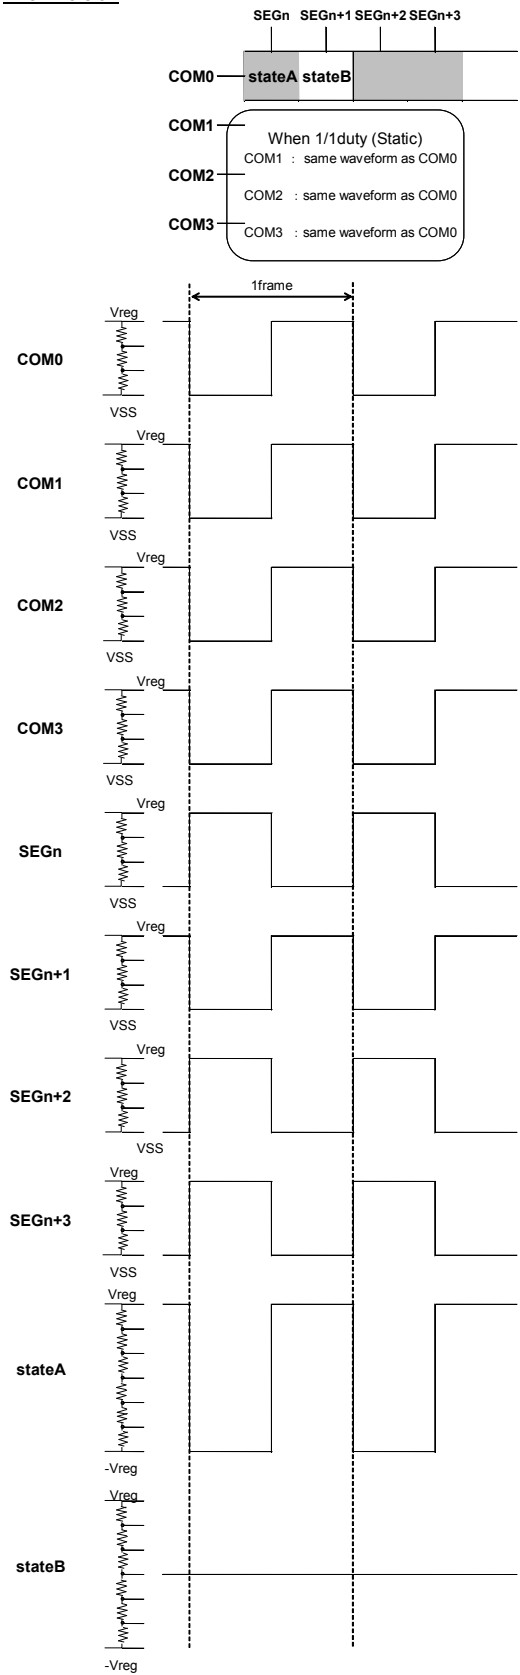 SEGn SEGn+1 SEGn+2 SEGn+3
COM0 stateA stateB
COM1
When 1/1duty (Static)
COM1 : same waveform as COM0
COM2
COM2 : same waveform as COM0
COM3
COM3 : same waveform as COM0
1frame
Vreg
COM0
VSS
Vreg
COM1
VSS
Vreg
COM2
VSS
Vreg
COM3
VSS
Vreg
SEGn
VSS
Vreg
SEGn+1
VSS
Vreg
SEGn+2
VSS
Vreg
SEGn+3
VSS
Vreg
stateA
-Vreg
Vreg
stateB
-Vreg